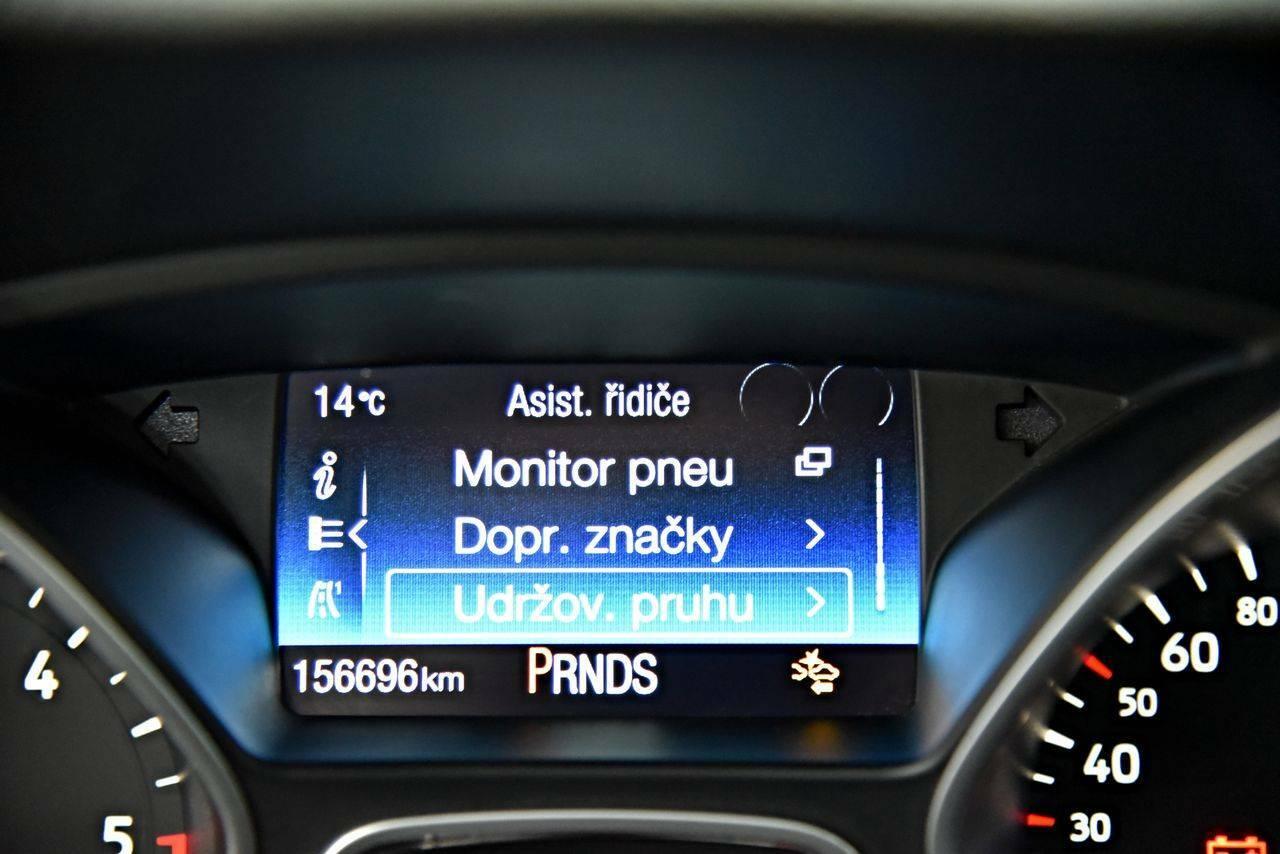 14°C Asist. řidiče
Monitor pneu
Dopr. značky
Udržov. pruhu
156696km PRNDS
4
5
80
60
50
40
30